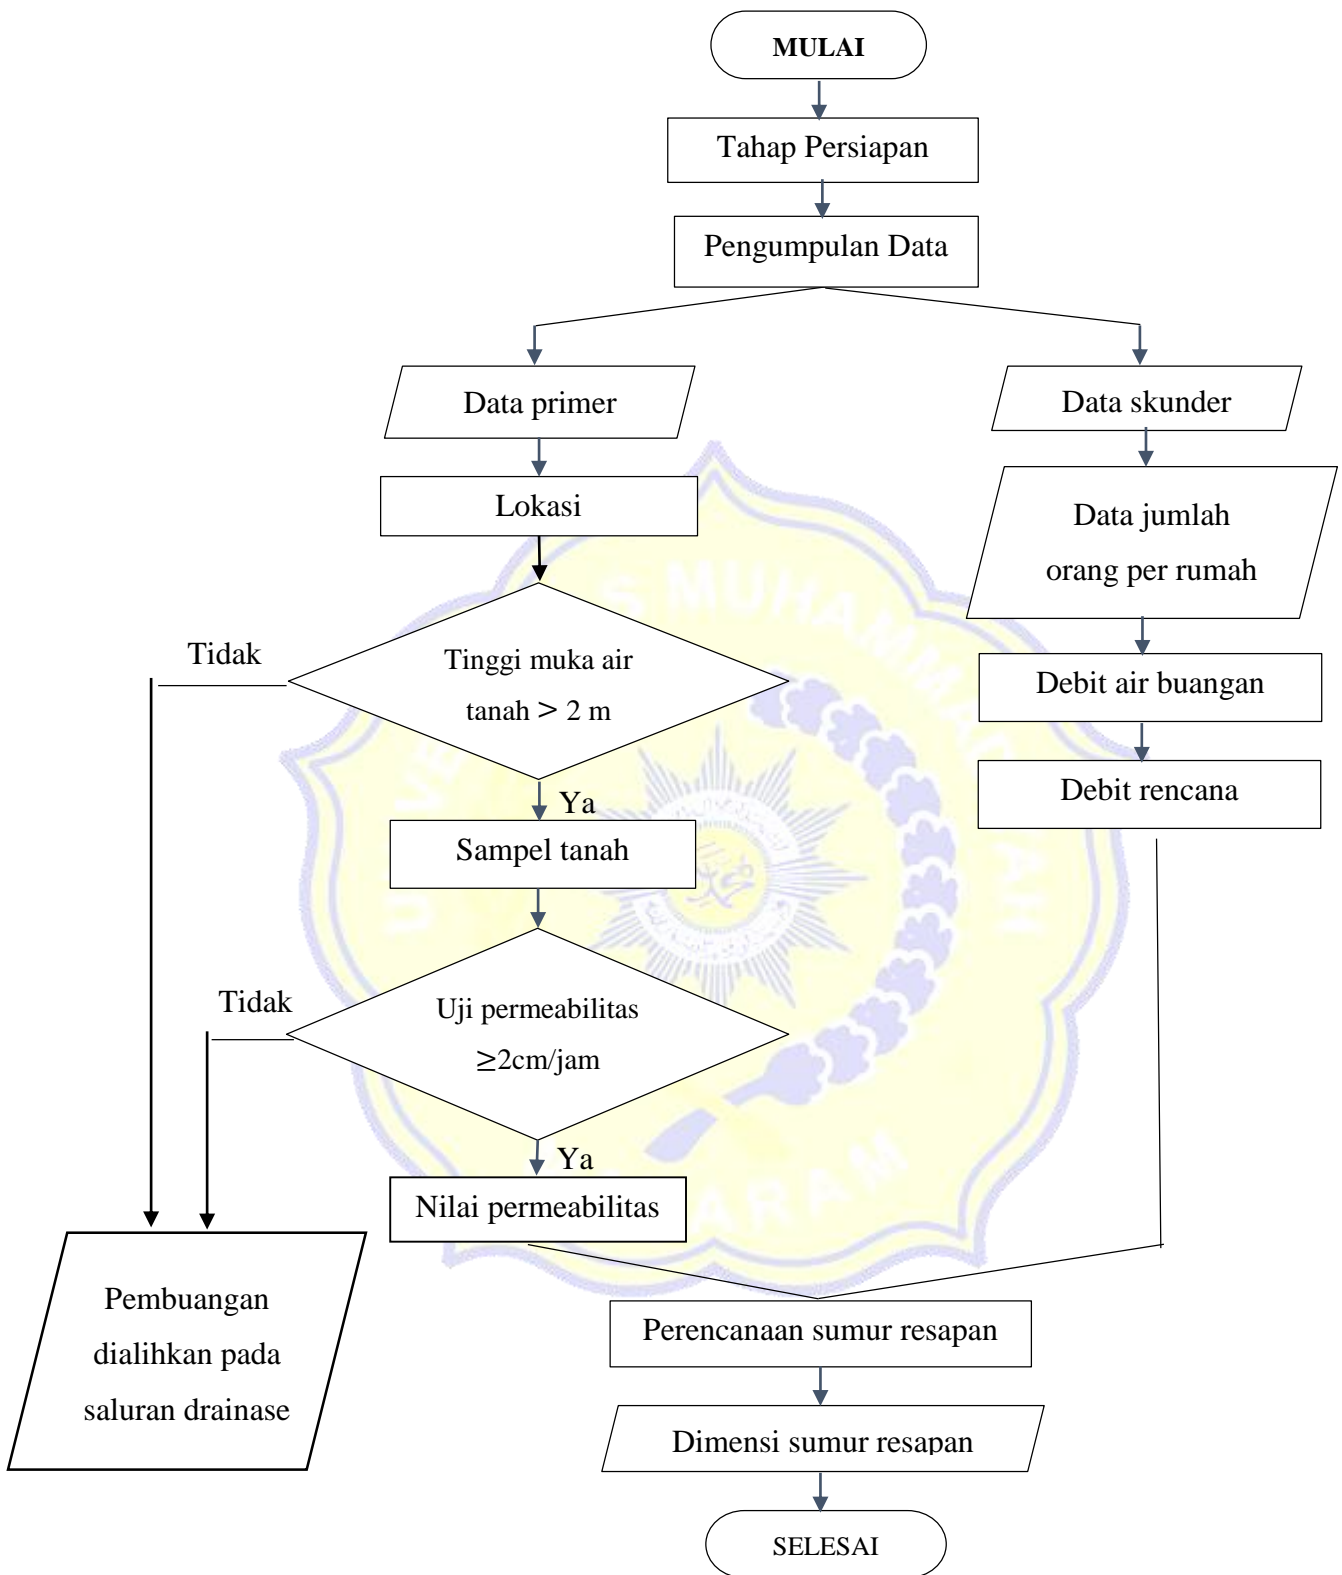 MULAI
Tahap Persiapan
Pengumpulan Data
Data primer
Data skunder
Lokasi
Data jumlah
orang per rumah
Tidak
Tinggi muka air
tanah > 2 m
Debit air buangan
Ya
Debit rencana
Sampel tanah
Tidak
Uji permeabilitas
≥2cm/jam
Ya
Nilai permeabilitas
Pembuangan
dialihkan pada
saluran drainase
Perencanaan sumur resapan
Dimensi sumur resapan
SELESAI